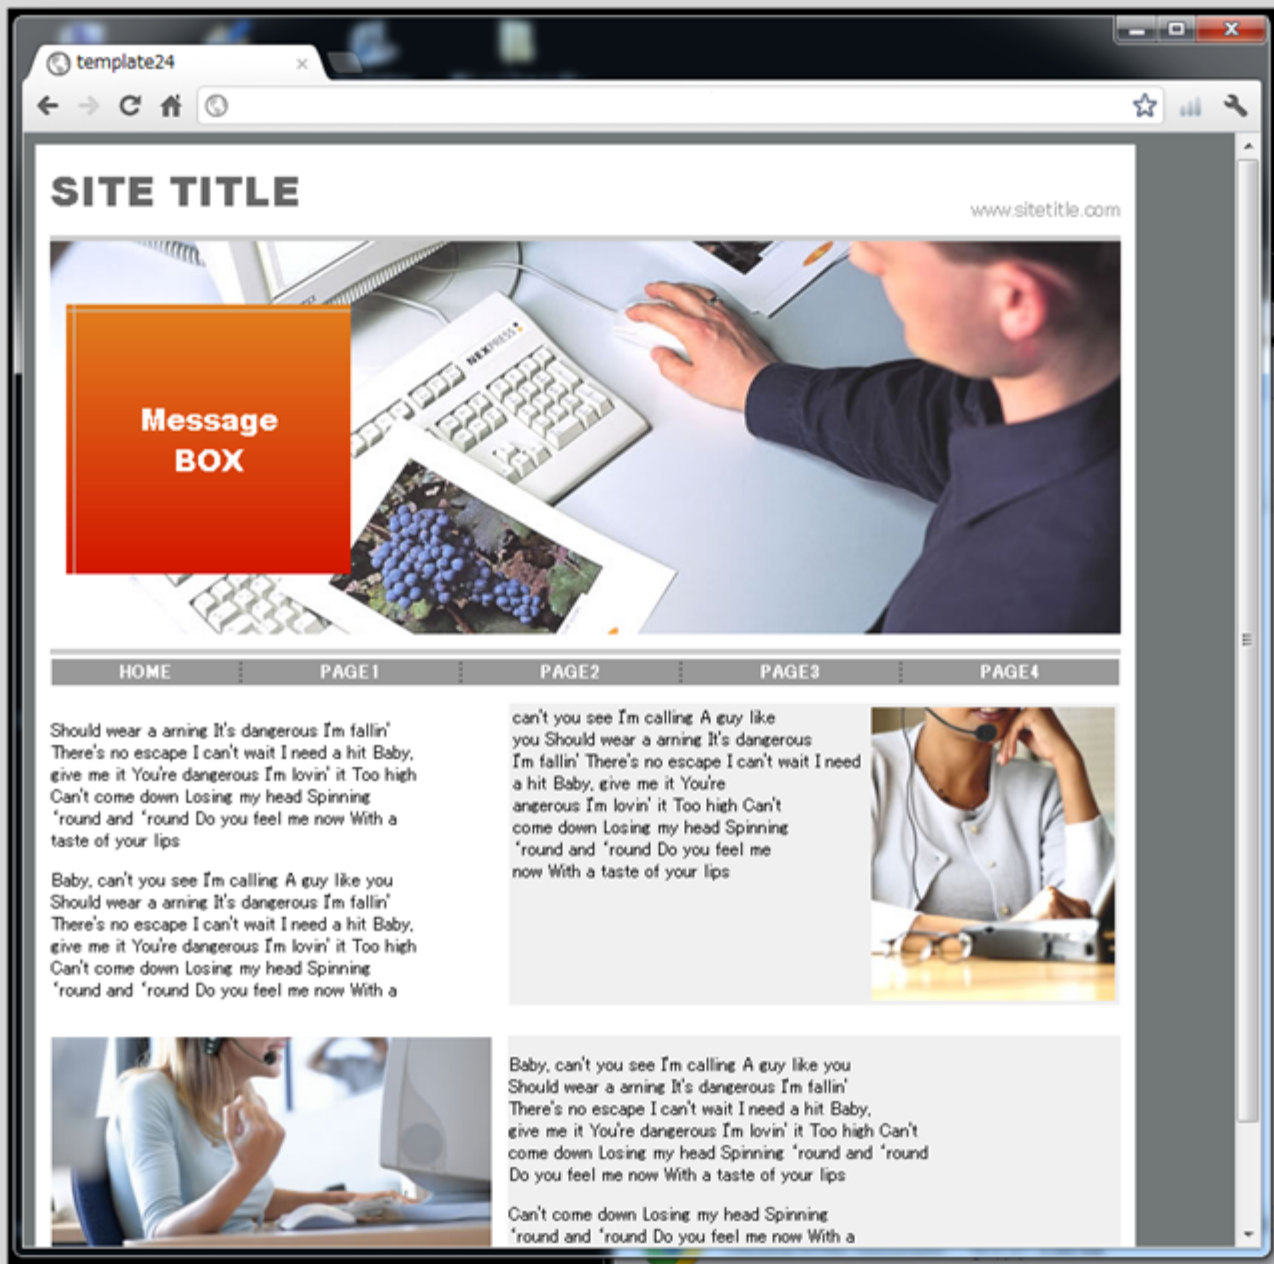 template24
SITE TITLE
www.sitetitle.com
NEXPRESS
Message
BOX
HOME PAGE1 PAGE2 PAGE3 PAGE4
Should wear a arning It's dangerous I'm fallin'
There's no escape I can't wait I need a hit Baby,
give me it You're dangerous I'm lovin' it Too high
Can't come down Losing my head Spinning
‘round and ‘round Do you feel me now With a
taste of your lips
Baby, can't you see I'm calling A guy like you
Should wear a arning It's dangerous I'm fallin'
There's no escape I can't wait I need a hit Baby,
give me it You're dangerous I'm lovin' it Too high
Can't come down Losing my head Spinning
‘round and ‘round Do you feel me now With a
can't you see I'm calling A guy like
you Should wear a arning It's dangerous
I'm fallin' There's no escape I can't wait I need
a hit Baby, give me it You're
angerous I'm lovin' it Too high Can't
come down Losing my head Spinning
‘round and ‘round Do you feel me
now With a taste of your lips
Baby, can't you see I'm calling A guy like you
Should wear a arning It's dangerous I'm fallin'
There's no escape I can't wait I need a hit Baby,
give me it You're dangerous I'm lovin' it Too high Can't
come down Losing my head Spinning ‘round and ‘round
Do you feel me now With a taste of your lips
Can't come down Losing my head Spinning
‘round and ‘round Do you feel me now With a